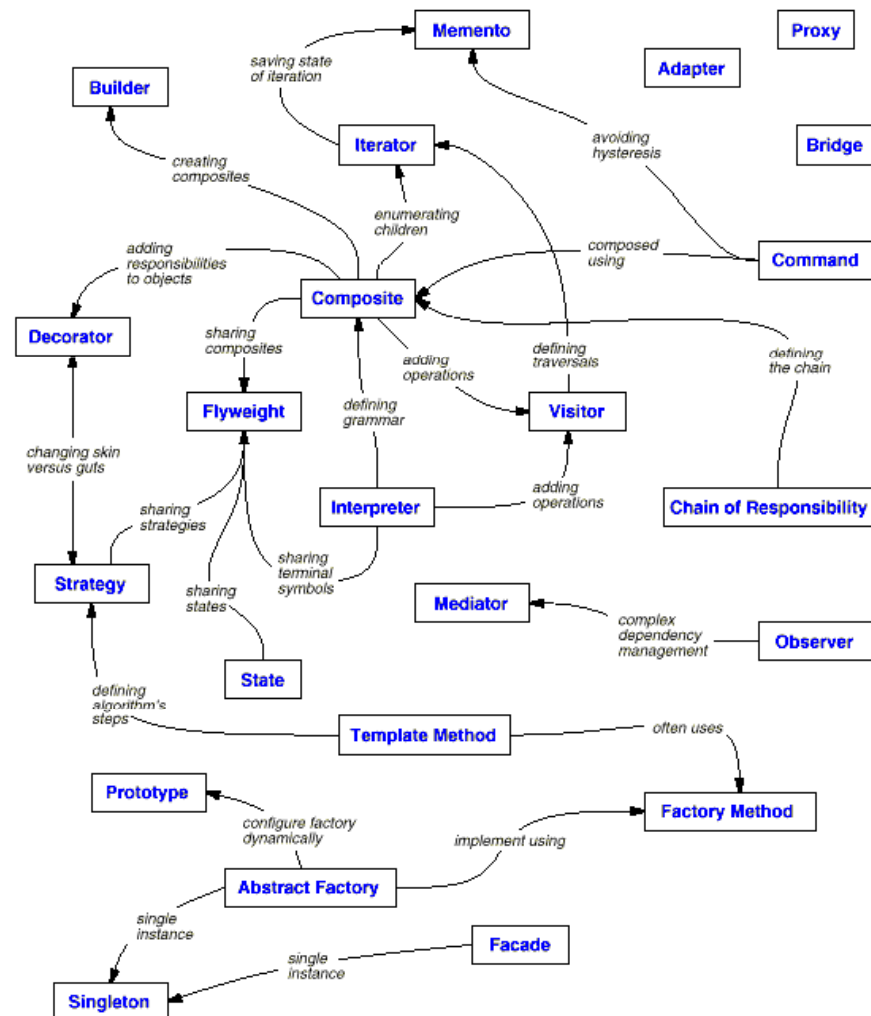 Memento
Proxy
saving state
of iteration
Adapter
Builder
avoiding
hysteresis
Iterator
Bridge
creating
composites
enumerating
children
adding
responsibilities
to objects
composed
using
Command
Composite
Decorator
sharing
composites
adding
operations
defining
traversals
defining
the chain
Flyweight
defining
grammar
Visitor
changing skin
versus guts
sharing
strategies
Interpreter
adding
operations
Chain of Responsibility
Strategy
sharing
states
sharing
terminal
symbols
Mediator
complex
dependency
management
Observer
State
defining
algorithm's
steps
Template Method
often uses
Prototype
Factory Method
configure factory
dynamically
implement using
Abstract Factory
single
instance
Facade
single
instance
Singleton